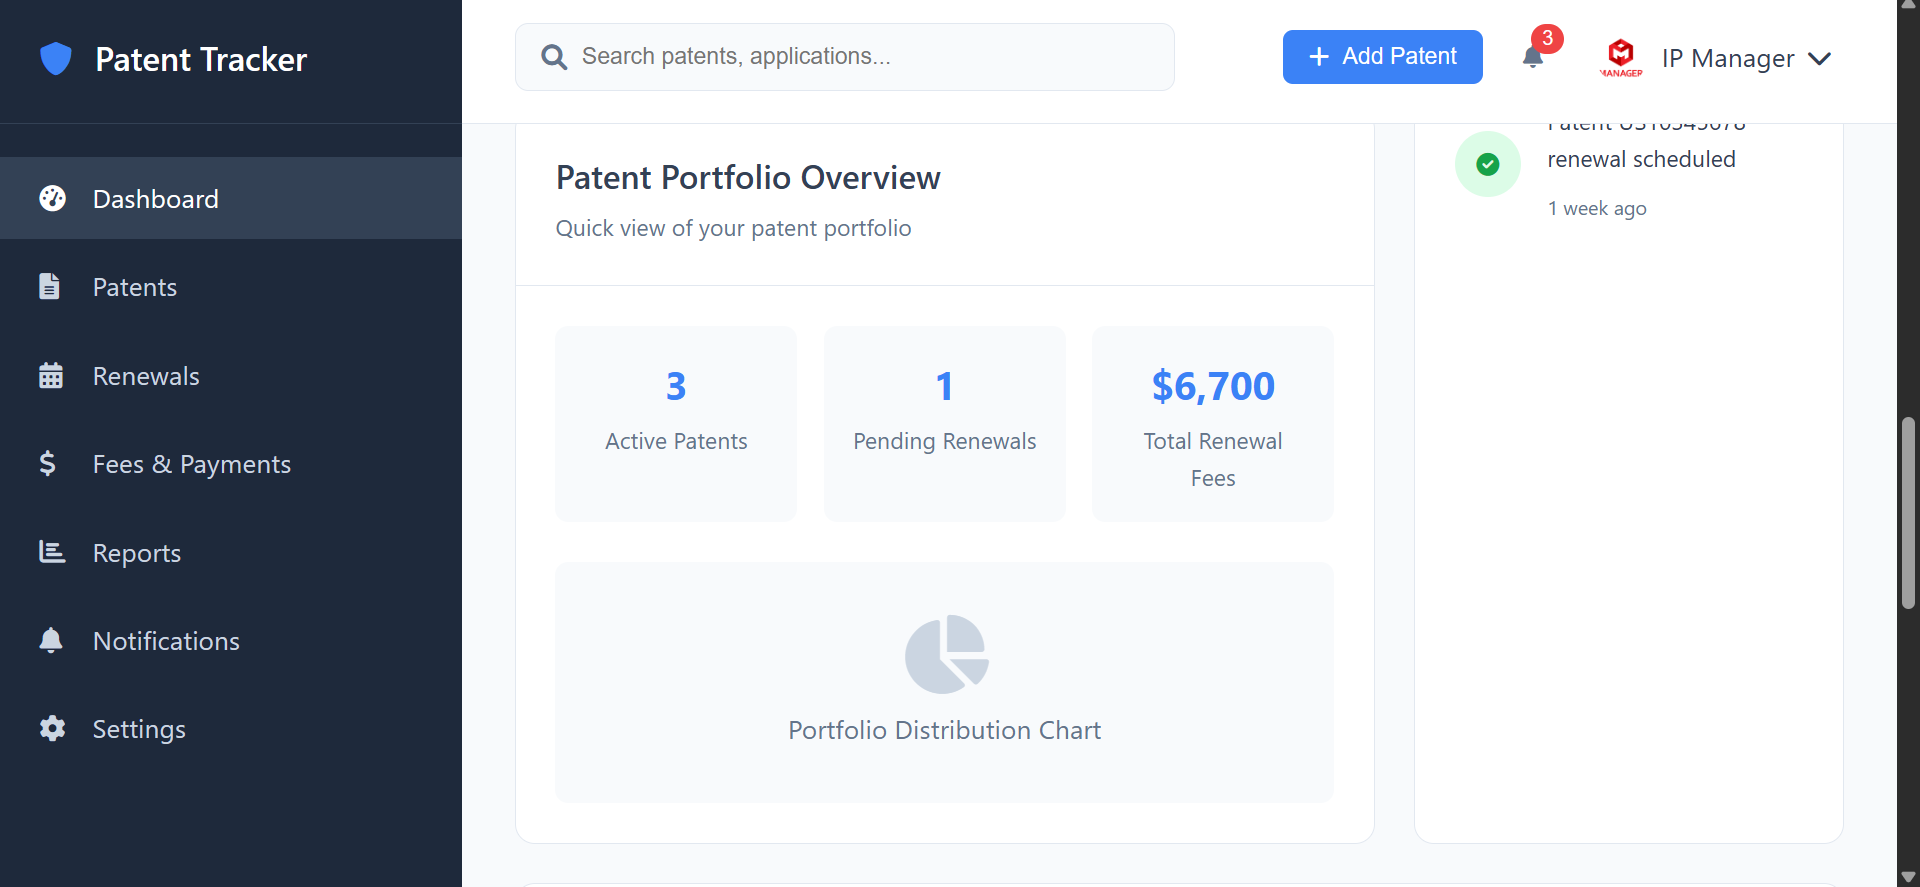 Patent Tracker
Search patents, applications...
Add Patent
3
MANAGER
IP Manager
Dashboard
Patents
Renewals
Fees & Payments
Reports
Notifications
Settings
Patent Portfolio Overview
Quick view of your patent portfolio
3
Active Patents
1
Pending Renewals
$6,700
Total Renewal
Fees
Portfolio Distribution Chart
Patent
renewal scheduled
1 week ago